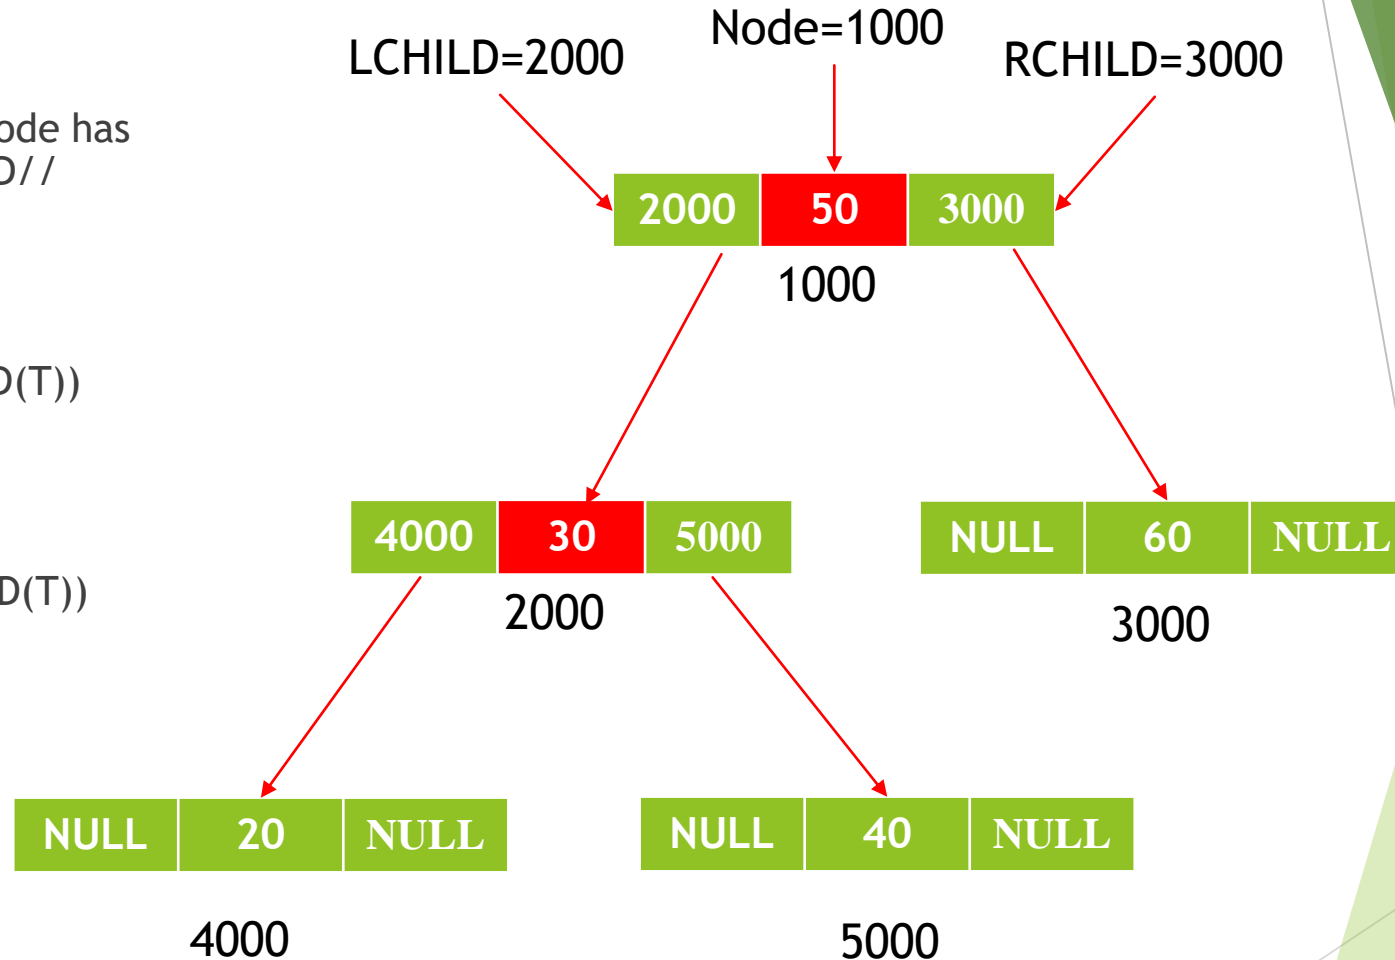 LCHILD=2000
Node=1000
RCHILD=3000
ode has
D//
2000 50 3000
1000
D(T))
4000 30 5000
NULL 60 NULL
D(T))
2000
3000
NULL 20 NULL
NULL 40 NULL
4000
5000